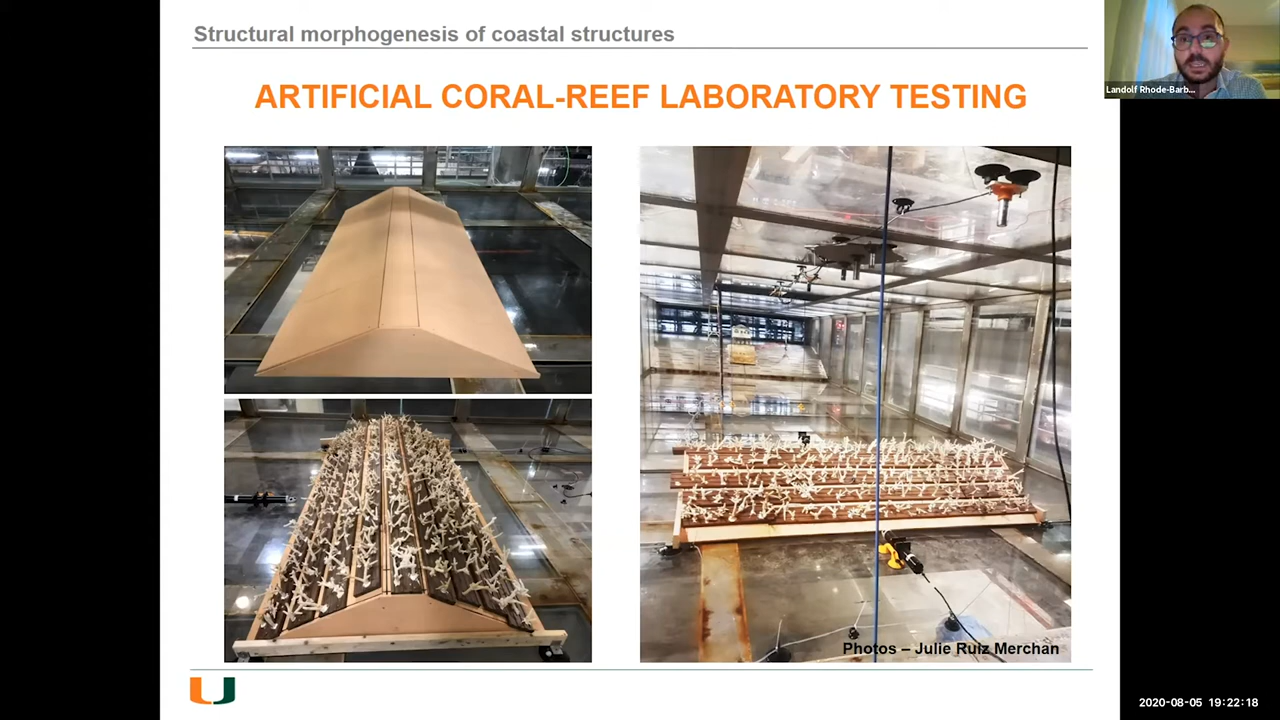 Structural morphogenesis of coastal structures
ARTIFICIAL CORAL-REEF LABORATORY TESTING
Landolf Rhode-Barb...
Photos – Julie Ruiz Merchan
2020-08-05 19:22:18